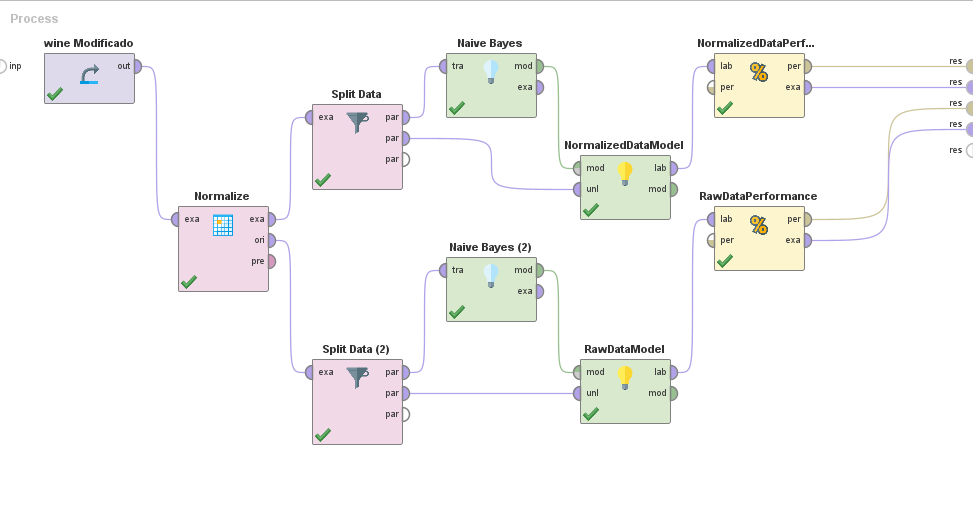 Process
inp
wine Modificado
out
Normalize
exa
exa
ori
pre
Split Data
exa
par
par
par
Naive Bayes
tra
mod
exa
NormalizedDataModel
mod
lab
unl
mod
NormalizedDataPerf...
lab
per
per
exa
Split Data (2)
exa
par
par
par
Naive Bayes (2)
tra
mod
exa
RawDataModel
mod
lab
unl
mod
RawDataPerformance
lab
per
per
exa
res
res
res
res
res